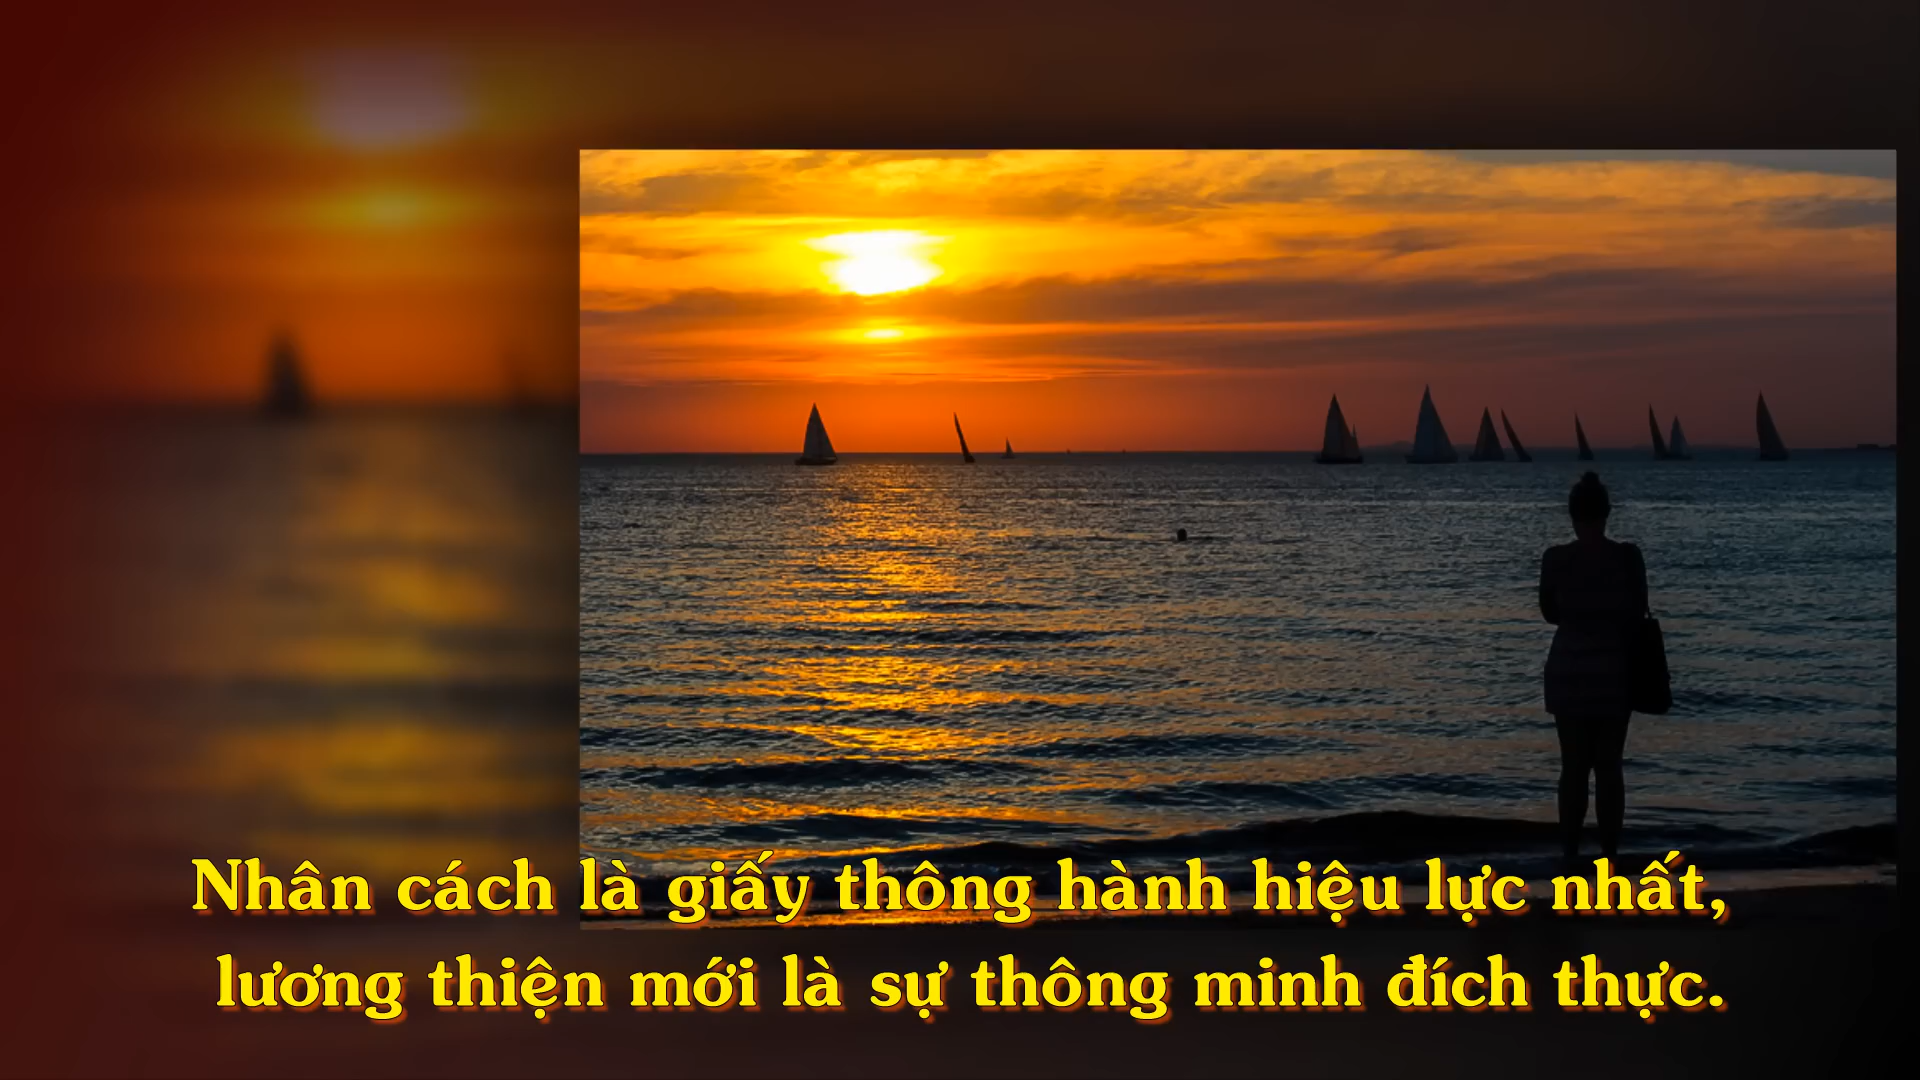 Nhân cách là giấy thông hành hiệu lực nhất,
lương thiện mới là sự thông minh đích thực.